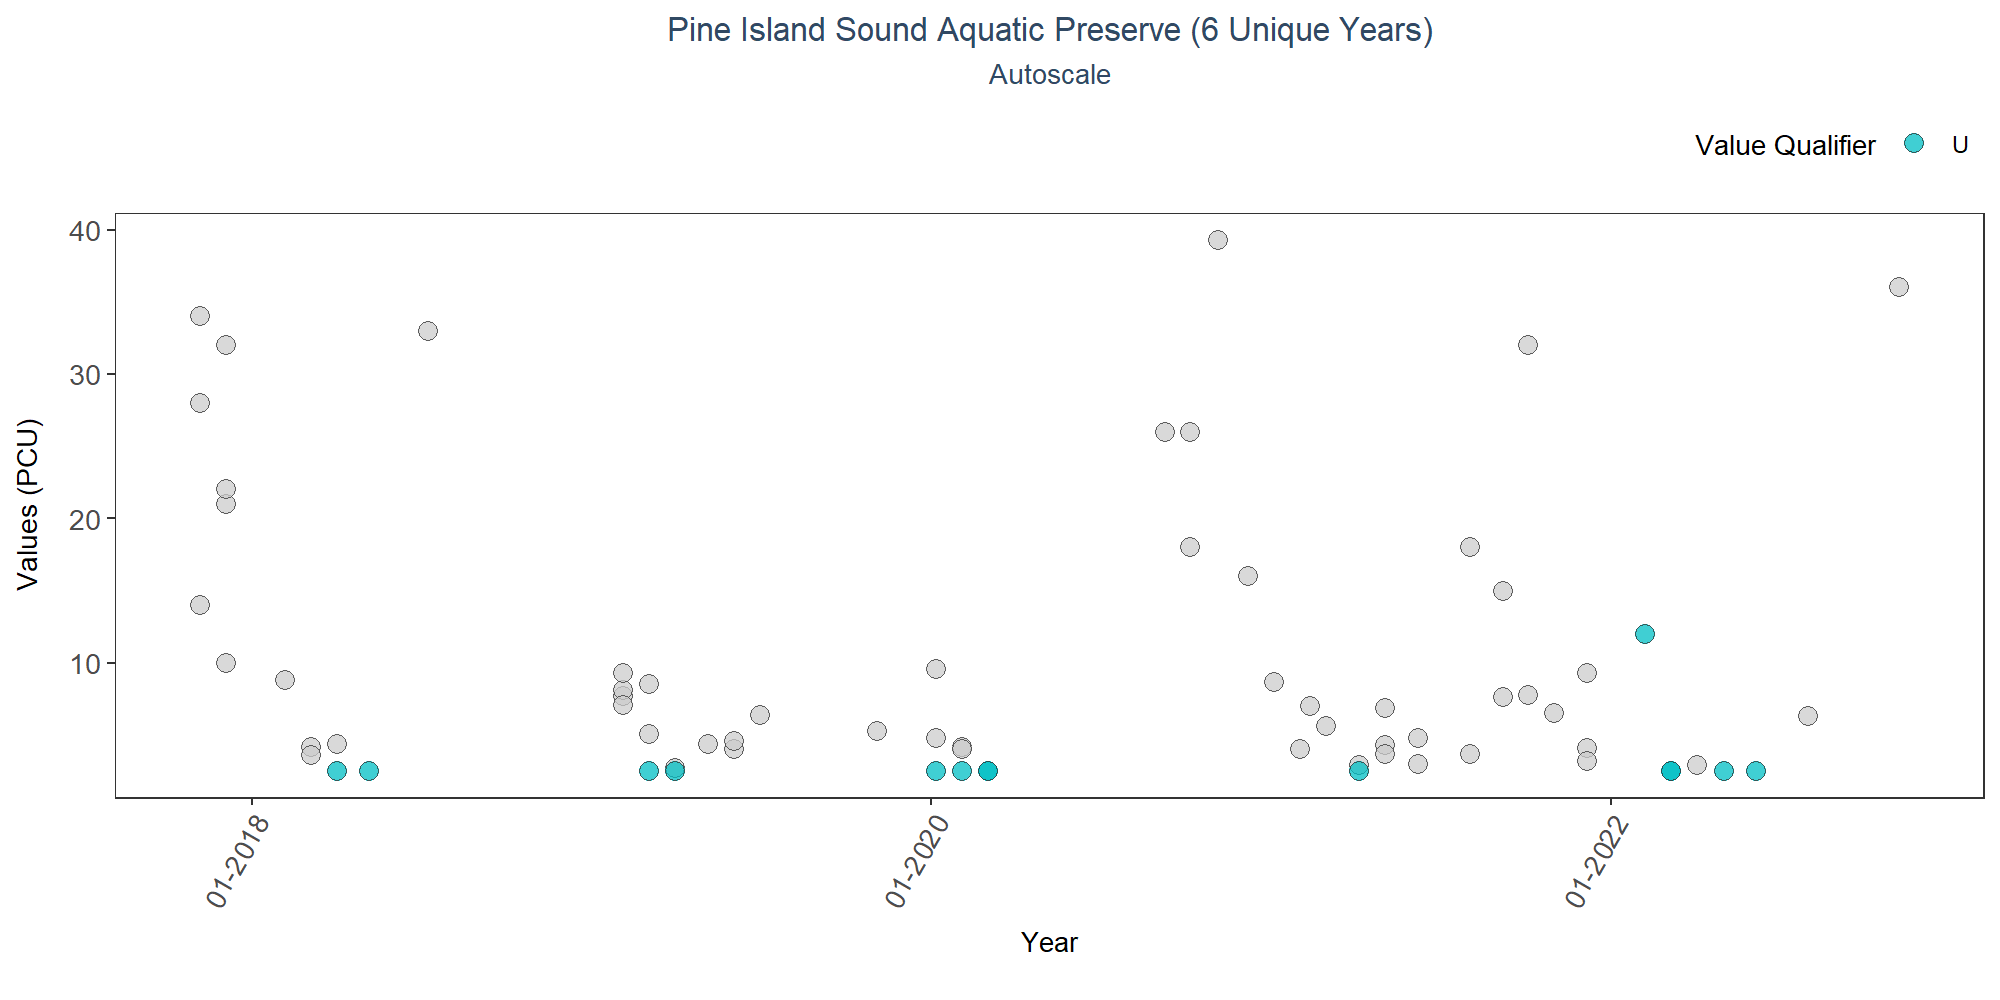 Pine Island Sound Aquatic Preserve (6 Unique Years)
Autoscale
Value Qualifier U
40
30
20
10
Values (PCU)
01-2018
01-2020
01-2022
Year